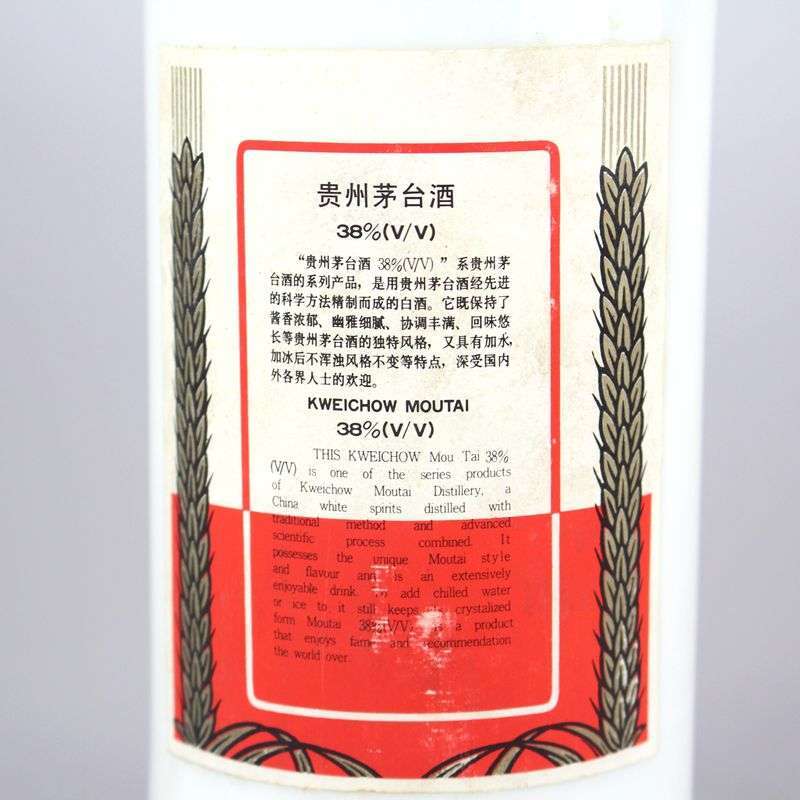 贵州茅台酒
38%(V/V)
“贵州茅台酒 38%(V/V)”系贵州茅
台酒的系列产品，是用贵州茅台酒经先进
的科学方法精制而成的白酒。它既保持了
酱香浓郁、幽雅细腻、协调丰满、回味悠
长等贵州茅台酒的独特风格，又具有加水，
加冰后不浑浊风格不变等特点，深受国内
外各界人士的欢迎。
KWEICHOW MOUTAI
38%(V/V)
THIS KWEICHOW Mou Tai 38%
(V/V) is one of the series products
of Kweichow Moutai Distillery, a
China white spirits distilled with
traditional method and advanced
scientific process combined. It
possesses the unique Moutai style
and flavour and is an extensively
enjoyable drink. add chilled water
or ice to it still keeps crystalized
form Moutai 38%(V/V) is a product
that enjoys fame and recommendation
the world over.